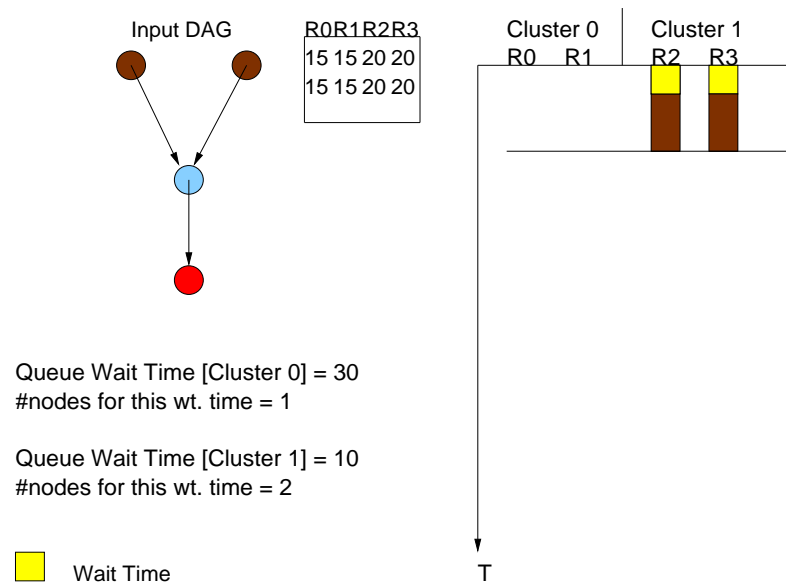 Input DAG
R0R1R2R3
15 15 20 20
15 15 20 20
Cluster 0 Cluster 1
R0 R1 R2 R3
Queue Wait Time [Cluster 0] = 30
#nodes for this wt. time = 1
Queue Wait Time [Cluster 1] = 10
#nodes for this wt. time = 2
Wait Time
T